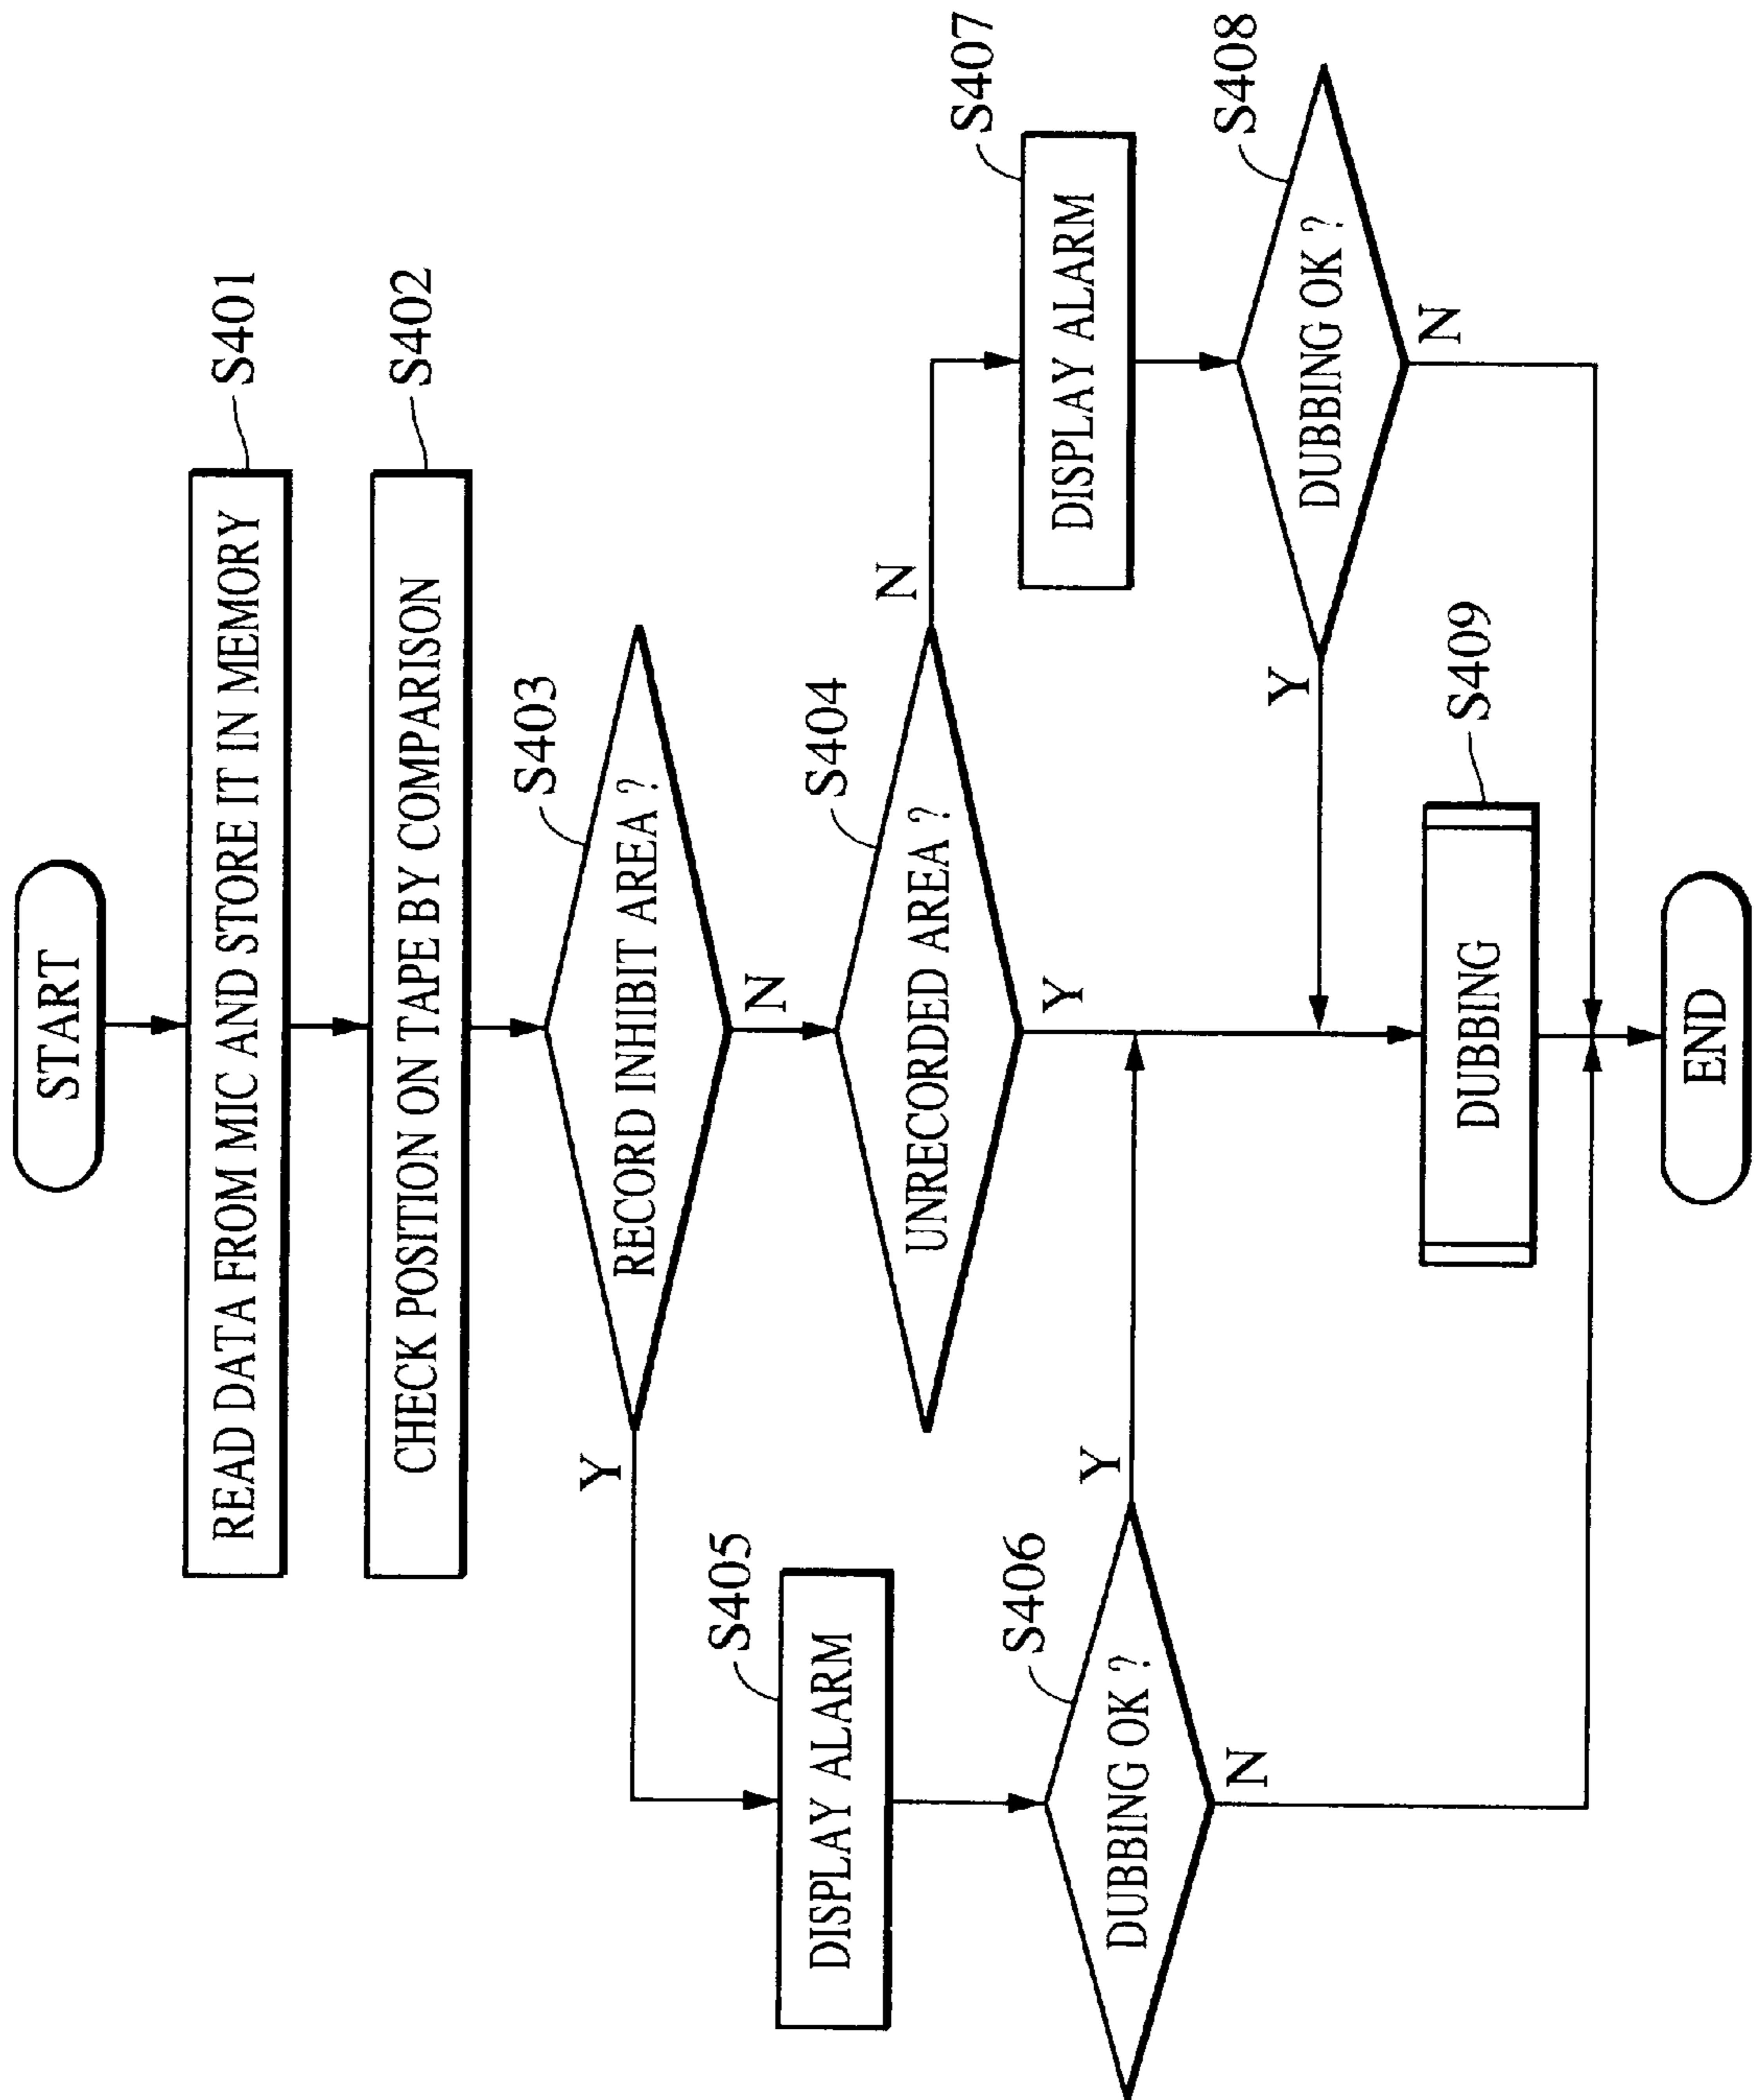 START
S401
READ DATA FROM MIC AND STORE IT IN MEMORY
S402
CHECK POSITION ON TAPE BY COMPARISON
S403
RECORD INHIBIT AREA ?
Y
N
S404
UNRECORDED AREA ?
N
Y
S405
DISPLAY ALARM
S407
DISPLAY ALARM
S406
DUBBING OK ?
Y
N
S408
DUBBING OK ?
Y
N
S409
DUBBING
END